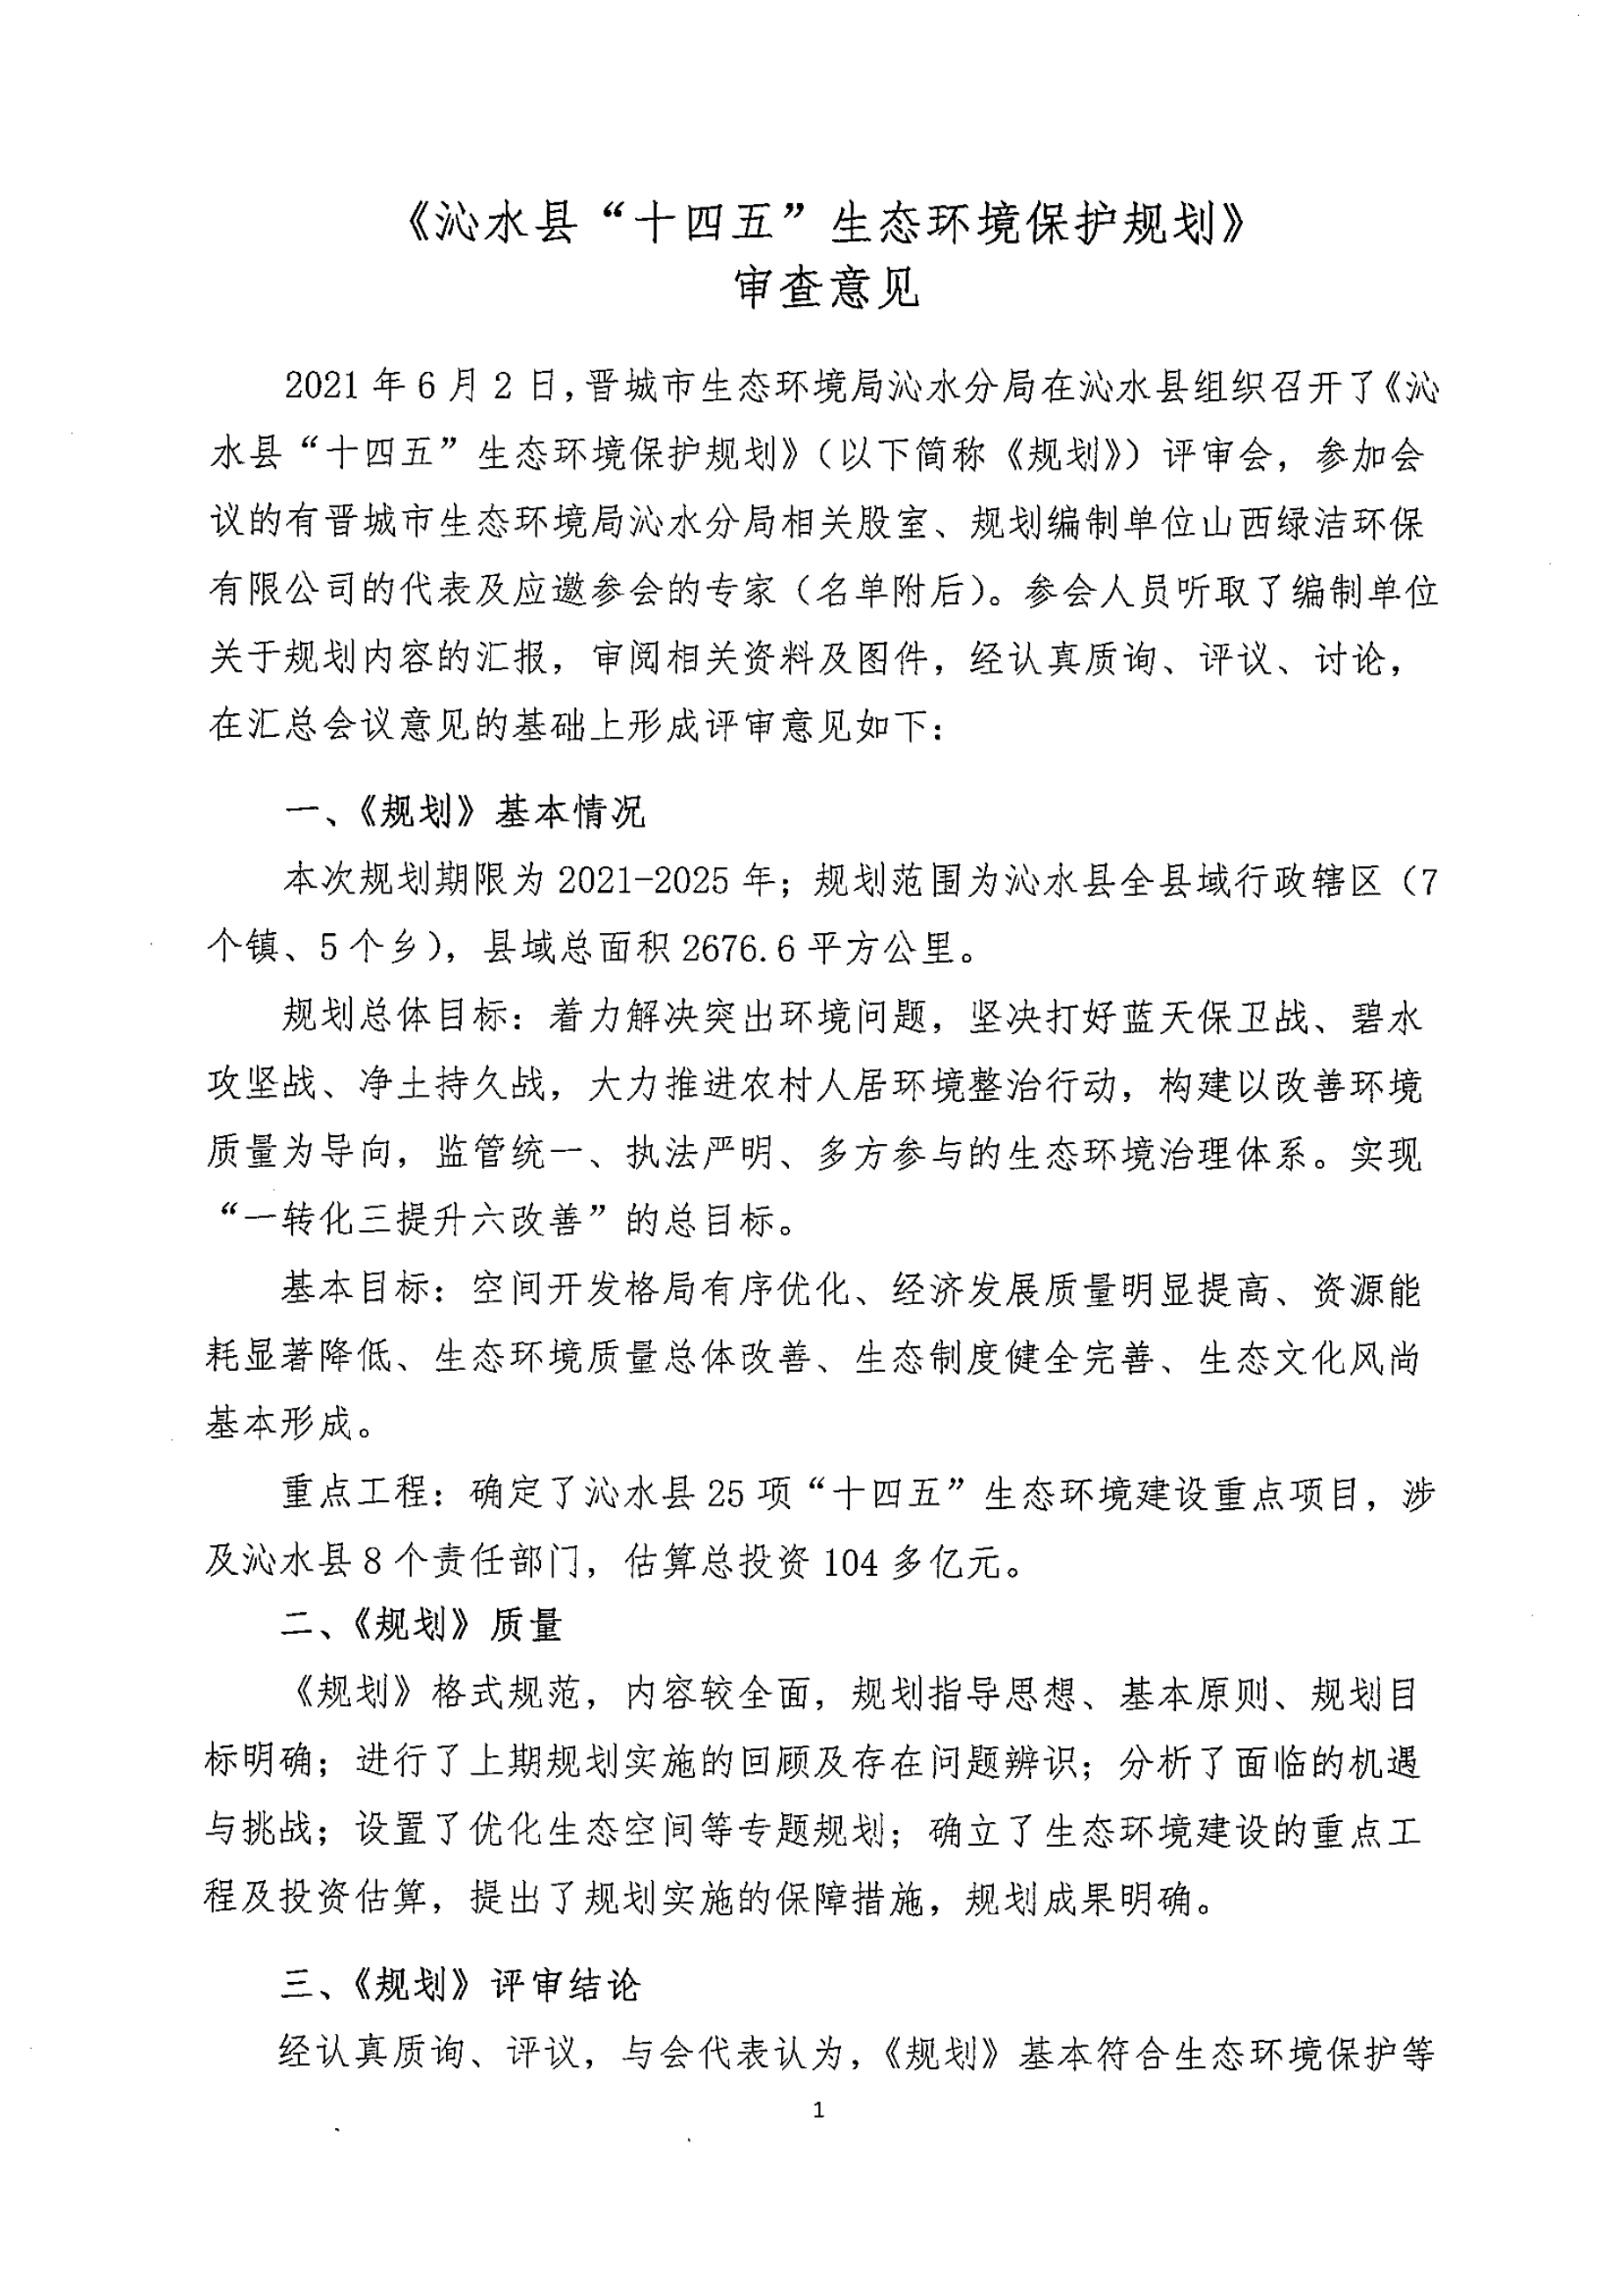 《沁水县“十四五”生态环境保护规划》
审查意见
2021 年 6 月 2 日，晋城市生态环境局沁水分局在沁水县组织召开了《沁
水县“十四五”生态环境保护规划》（以下简称《规划》）评审会，参加会
议的有晋城市生态环境局沁水分局相关股室、规划编制单位山西绿洁环保
有限公司的代表及应邀参会的专家（名单附后）。参会人员听取了编制单位
关于规划内容的汇报，审阅相关资料及图件，经认真质询、评议、讨论，
在汇总会议意见的基础上形成评审意见如下：
一、《规划》基本情况
本次规划期限为 2021-2025 年；规划范围为沁水县全县域行政辖区（7
个镇、5 个乡），县域总面积 2676.6 平方公里。
规划总体目标：着力解决突出环境问题，坚决打好蓝天保卫战、碧水
攻坚战、净土持久战，大力推进农村人居环境整治行动，构建以改善环境
质量为导向，监管统一、执法严明、多方参与的生态环境治理体系。实现
“一转化三提升六改善”的总目标。
基本目标：空间开发格局有序优化、经济发展质量明显提高、资源能
耗显著降低、生态环境质量总体改善、生态制度健全完善、生态文化风尚
基本形成。
重点工程：确定了沁水县 25 项“十四五”生态环境建设重点项目，涉
及沁水县 8 个责任部门，估算总投资 104 多亿元。
二、《规划》质量
《规划》格式规范，内容较全面，规划指导思想、基本原则、规划目
标明确；进行了上期规划实施的回顾及存在问题辨识；分析了面临的机遇
与挑战；设置了优化生态空间等专题规划；确立了生态环境建设的重点工
程及投资估算，提出了规划实施的保障措施，规划成果明确。
三、《规划》评审结论
经认真质询、评议，与会代表认为，《规划》基本符合生态环境保护等
1